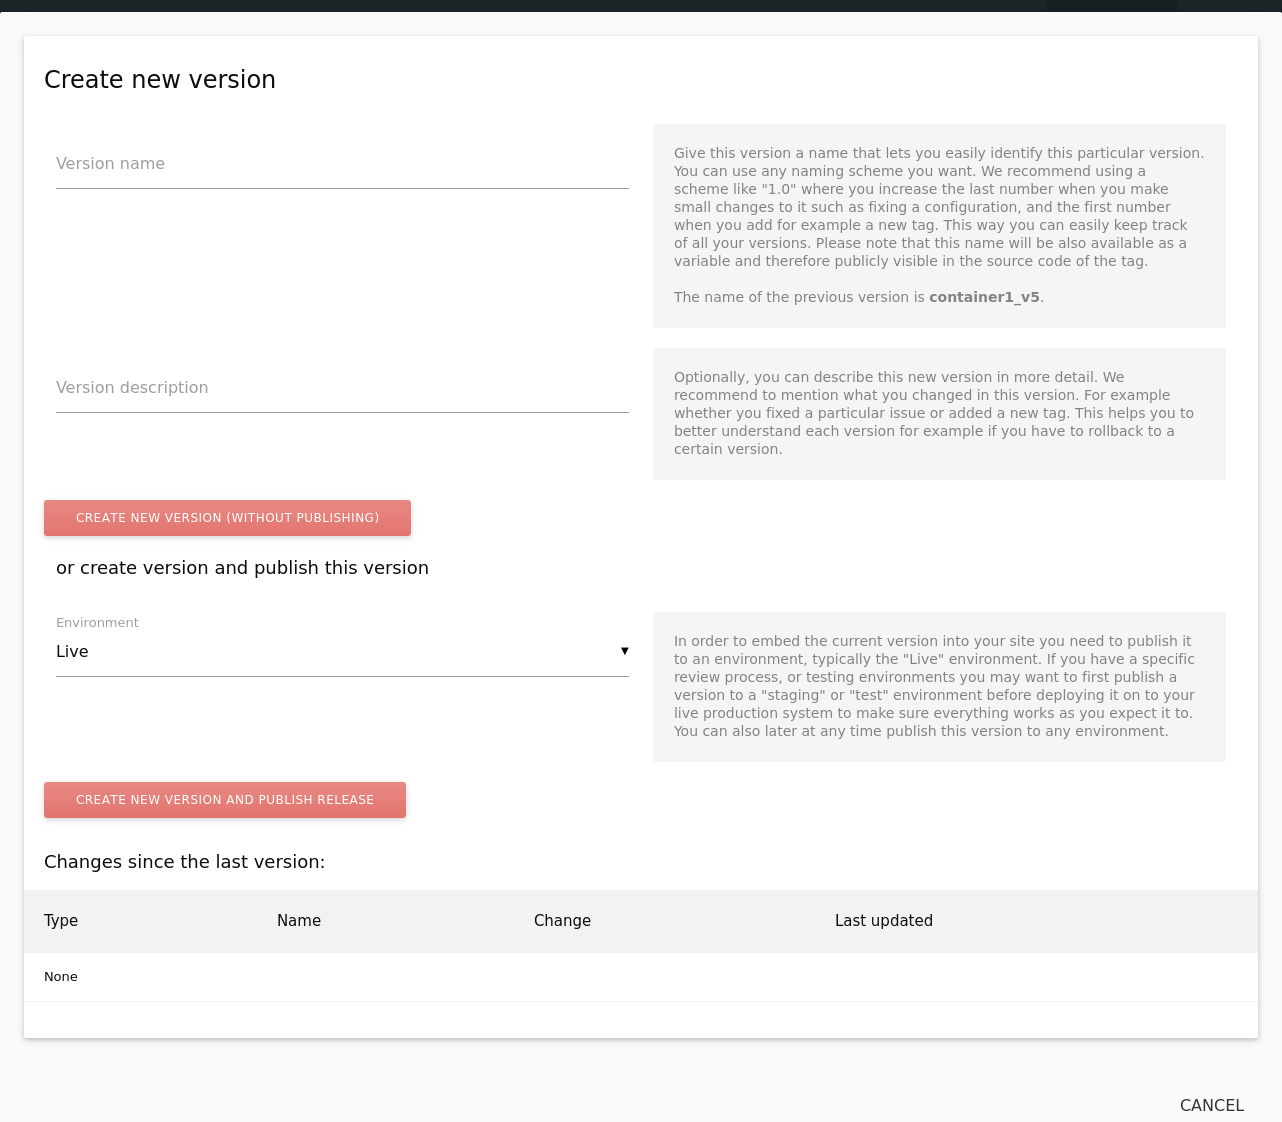 Create new version
Version name
Give this version a name that lets you easily identify this particular version.
You can use any naming scheme you want. We recommend using a
scheme like "1.0" where you increase the last number when you make
small changes to it such as fixing a configuration, and the first number
when you add for example a new tag. This way you can easily keep track
of all your versions. Please note that this name will be also available as a
variable and therefore publicly visible in the source code of the tag.
The name of the previous version is container1_v5.
Version description
Optionally, you can describe this new version in more detail. We
recommend to mention what you changed in this version. For example
whether you fixed a particular issue or added a new tag. This helps you to
better understand each version for example if you have to rollback to a
certain version.
CREATE NEW VERSION (WITHOUT PUBLISHING)
or create version and publish this version
Environment
Live
In order to embed the current version into your site you need to publish it
to an environment, typically the "Live" environment. If you have a specific
review process, or testing environments you may want to first publish a
version to a "staging" or "test" environment before deploying it on to your
live production system to make sure everything works as you expect it to.
You can also later at any time publish this version to any environment.
CREATE NEW VERSION AND PUBLISH RELEASE
Changes since the last version:
Type Name Change Last updated
None
CANCEL